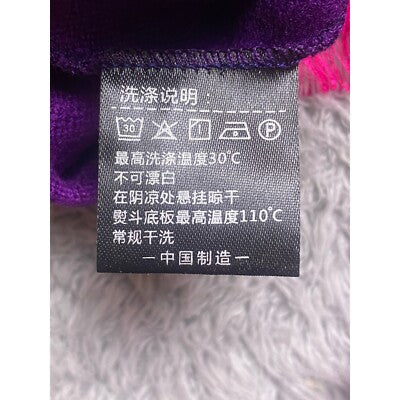 洗涤说明:
30 P
最高洗涤温度30℃
不可漂白
在阴凉处悬挂晾干
熨斗底板最高温度110℃
常规干洗
—中国制造—